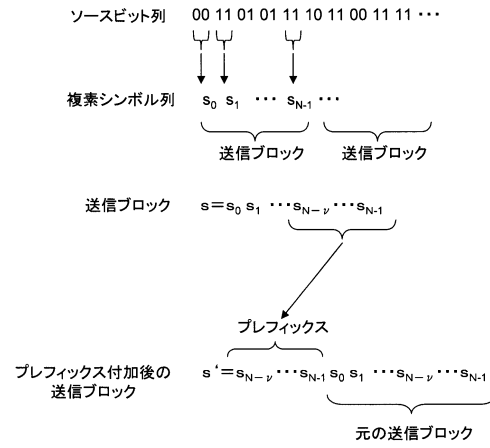 ソースビット列 00 11 01 01 11 10 11 00 11 11 ・・・
複素シンボル列 s0 s1 ・・・ sN-1 ・・・
送信ブロック 送信ブロック
送信ブロック s=s0 s1 ・・・sN-ν・・・sN-1
プレフィックス
プレフィックス付加後の s‘=sN-ν・・・sN-1 s0 s1 ・・・sN-ν・・・sN-1
送信ブロック
元の送信ブロック